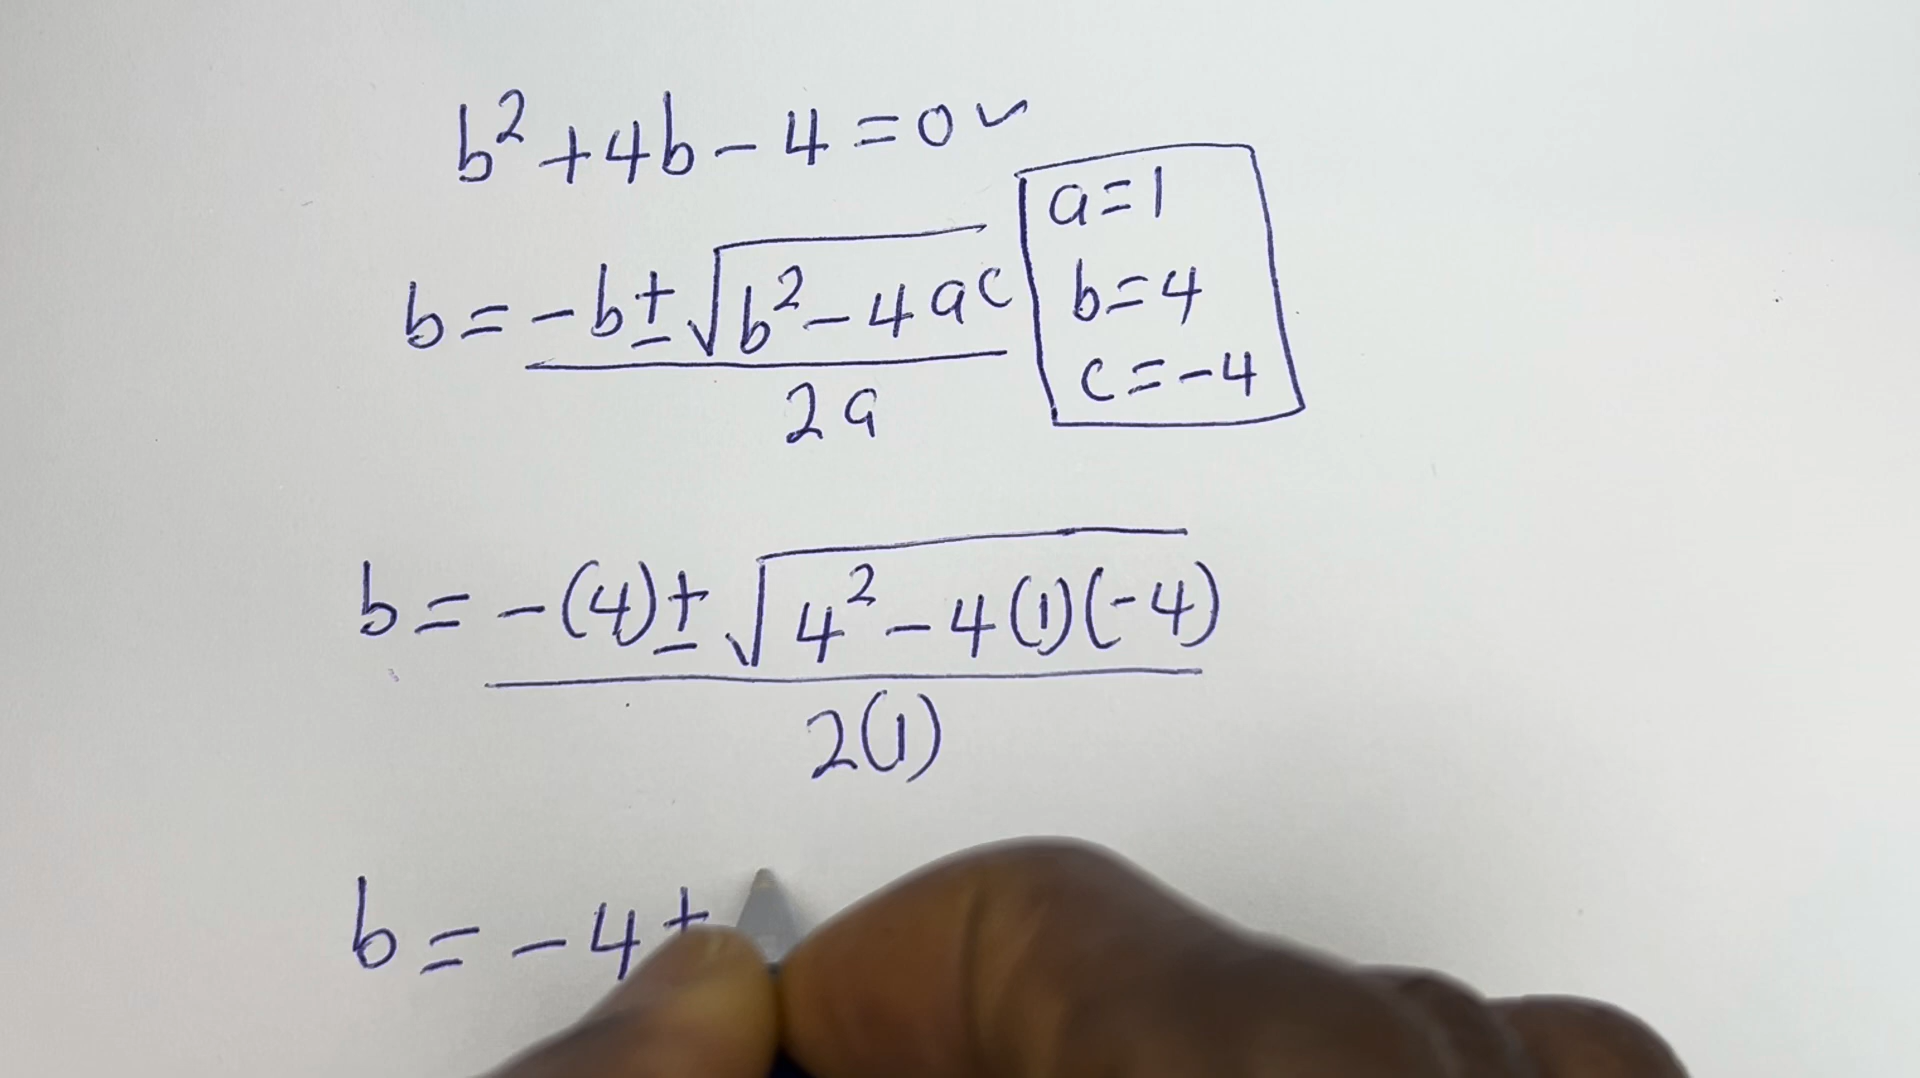 b² + 4b - 4 = 0 ✓
a = 1
b = 4
c = -4
b = -b ± √b² - 4ac
2a
b = -(4) ± √4² - 4(1)(-4)
2(1)
b = -4 ±